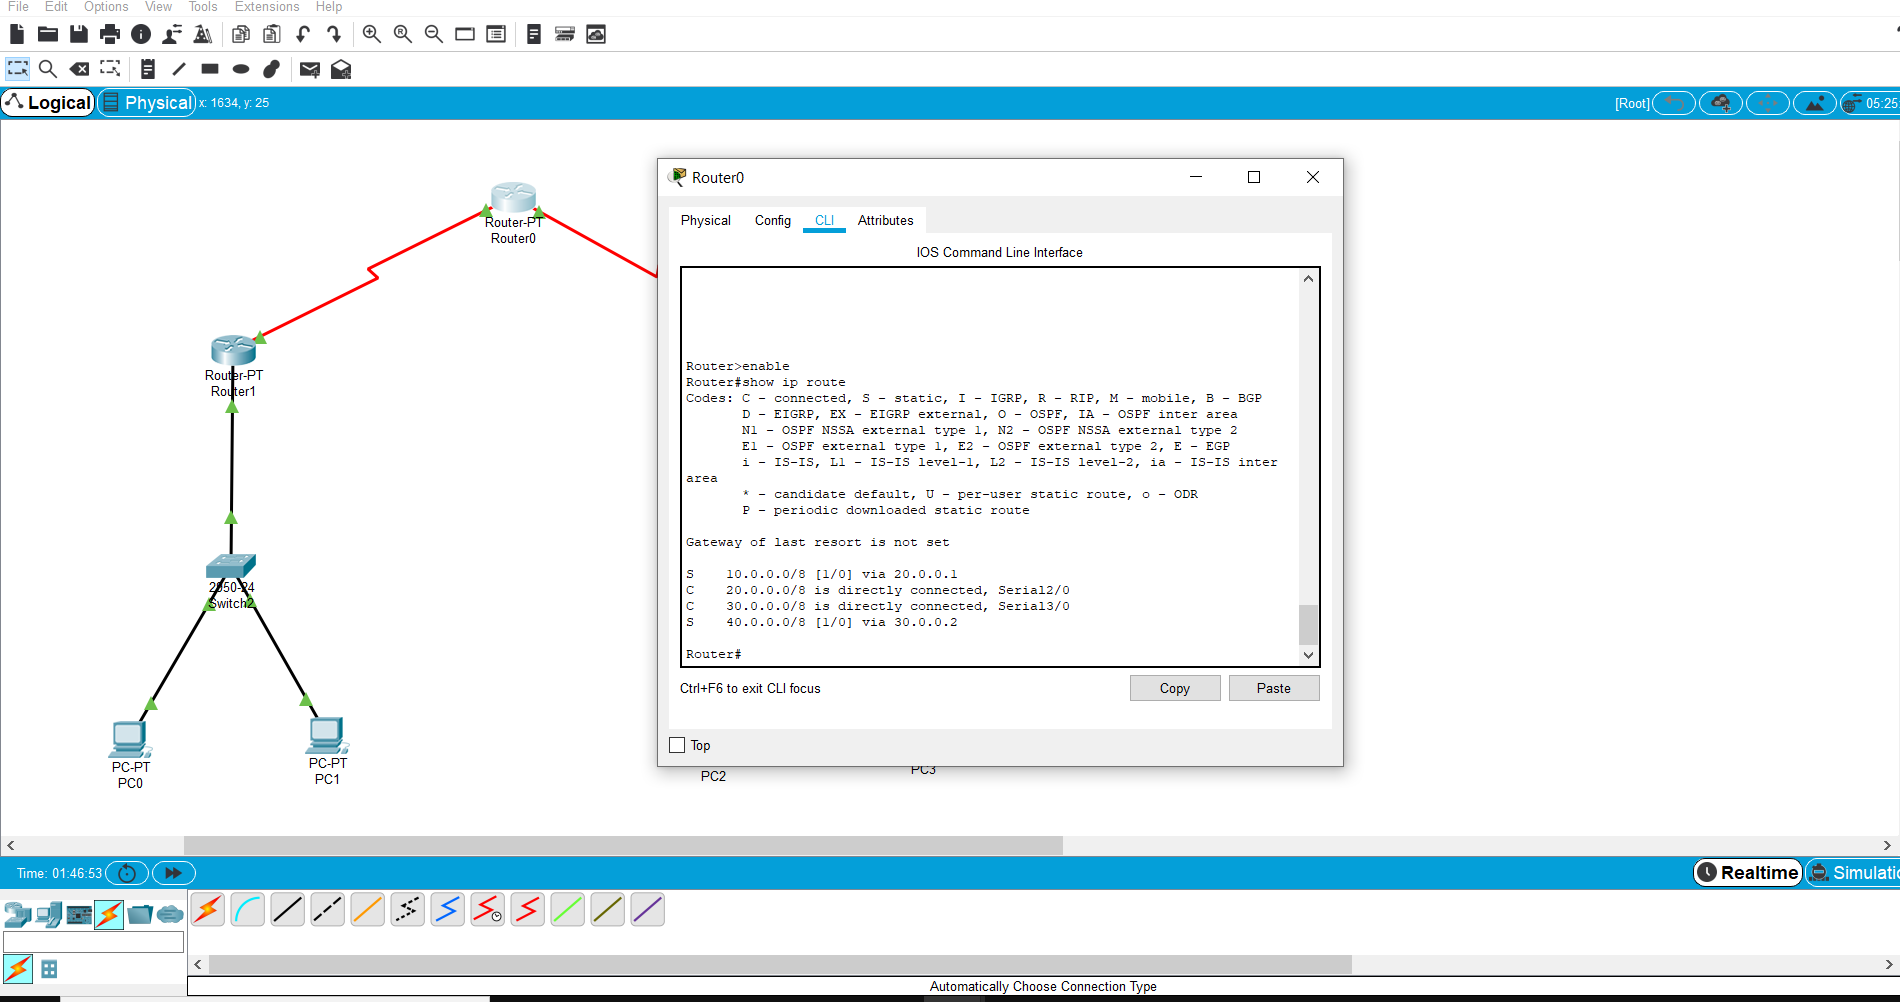 File Edit Options View Tools Extensions Help
Logical Physical x: 1634, y: 25 [Root] 05:25
Router-PT
Router0
Router-PT
Router1
2950-24
Switch2
PC-PT
PC0
PC-PT
PC1
Router0
Physical Config CLI Attributes
IOS Command Line Interface
Router>enable
Router#show ip route
Codes: C - connected, S - static, I - IGRP, R - RIP, M - mobile, B - BGP
D - EIGRP, EX - EIGRP external, O - OSPF, IA - OSPF inter area
N1 - OSPF NSSA external type 1, N2 - OSPF NSSA external type 2
E1 - OSPF external type 1, E2 - OSPF external type 2, E - EGP
i - IS-IS, L1 - IS-IS level-1, L2 - IS-IS level-2, ia - IS-IS inter
area
* - candidate default, U - per-user static route, o - ODR
P - periodic downloaded static route
Gateway of last resort is not set
S 10.0.0.0/8 [1/0] via 20.0.0.1
C 20.0.0.0/8 is directly connected, Serial2/0
C 30.0.0.0/8 is directly connected, Serial3/0
S 40.0.0.0/8 [1/0] via 30.0.0.2
Router#
Ctrl+F6 to exit CLI focus Copy Paste
Top
PC2 PC3
Time: 01:46:53 Realtime Simulatio
Automatically Choose Connection Type